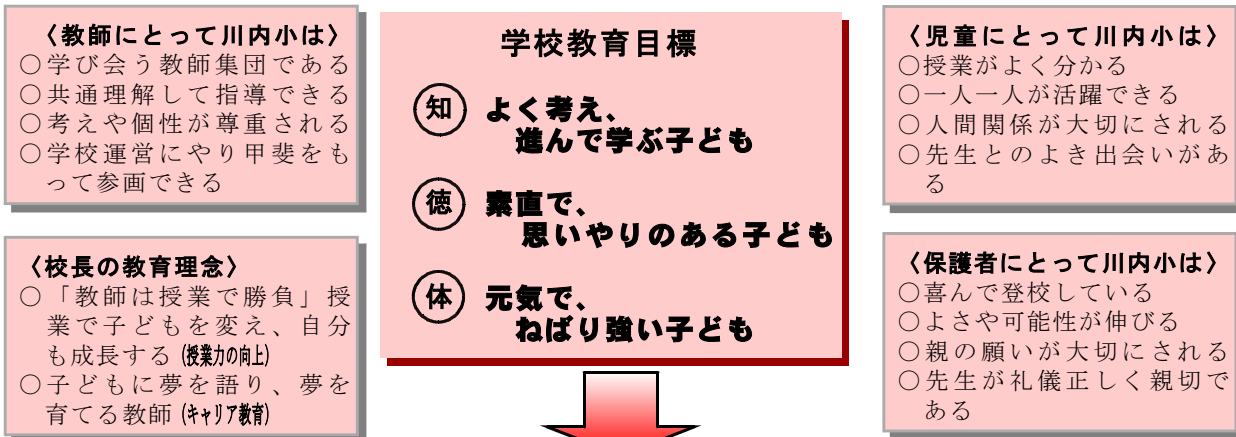 〈教師にとって川内小は〉
○学び会う教師集団である
○共通理解して指導できる
○考えや個性が尊重される
○学校運営にやり甲斐をも
って参画できる
〈校長の教育理念〉
○「教師は授業で勝負」授
業で子どもを変え、自分
も成長する(授業力の向上)
○子どもに夢を語り、夢を
育てる教師(キャリア教育)
学校教育目標
知 よく考え、
進んで学ぶ子ども
徳 素直で、
思いやりのある子ども
体 元気で、
ねばり強い子ども
〈児童にとって川内小は〉
○授業がよく分かる
○一人一人が活躍できる
○人間関係が大切にされる
○先生とのよき出会いがあ
る
〈保護者にとって川内小は〉
○喜んで登校している
○よさや可能性が伸びる
○親の願いが大切にされる
○先生が礼儀正しく親切で
ある